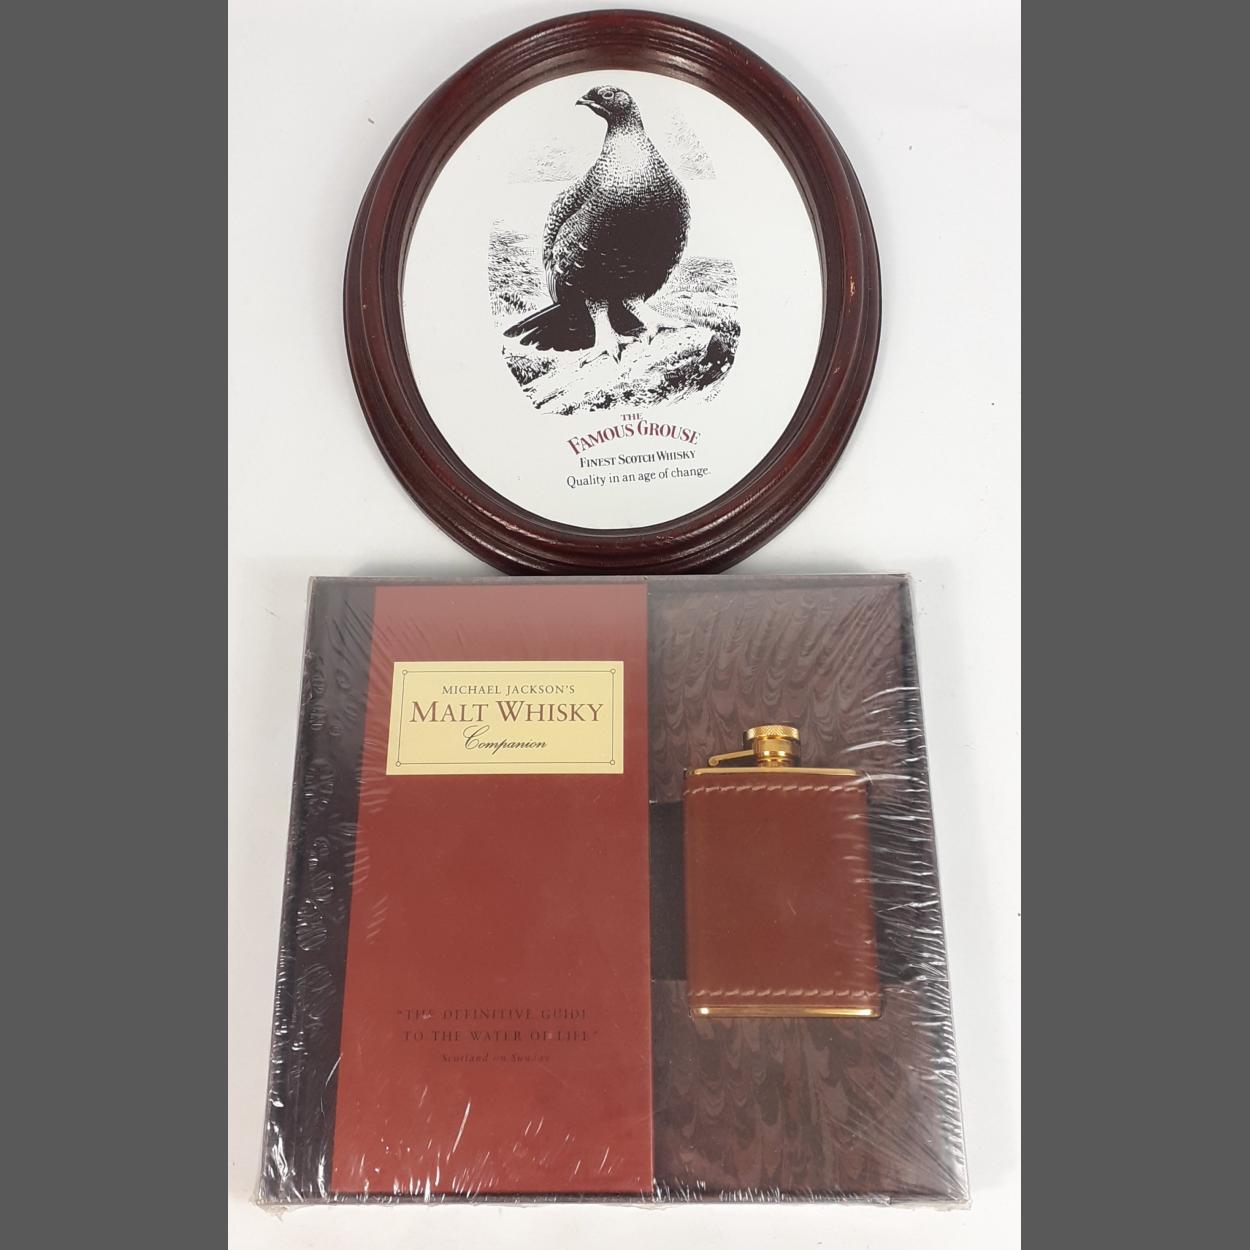 THE
FAMOUS GROUSE
FINEST SCOTCH WHISKY
Quality in an age of change.
MICHAEL JACKSON'S
MALT WHISKY
Companion
"THE DEFINITIVE GUIDE
TO THE WATER OF LIFE"
Scotland on Sunday